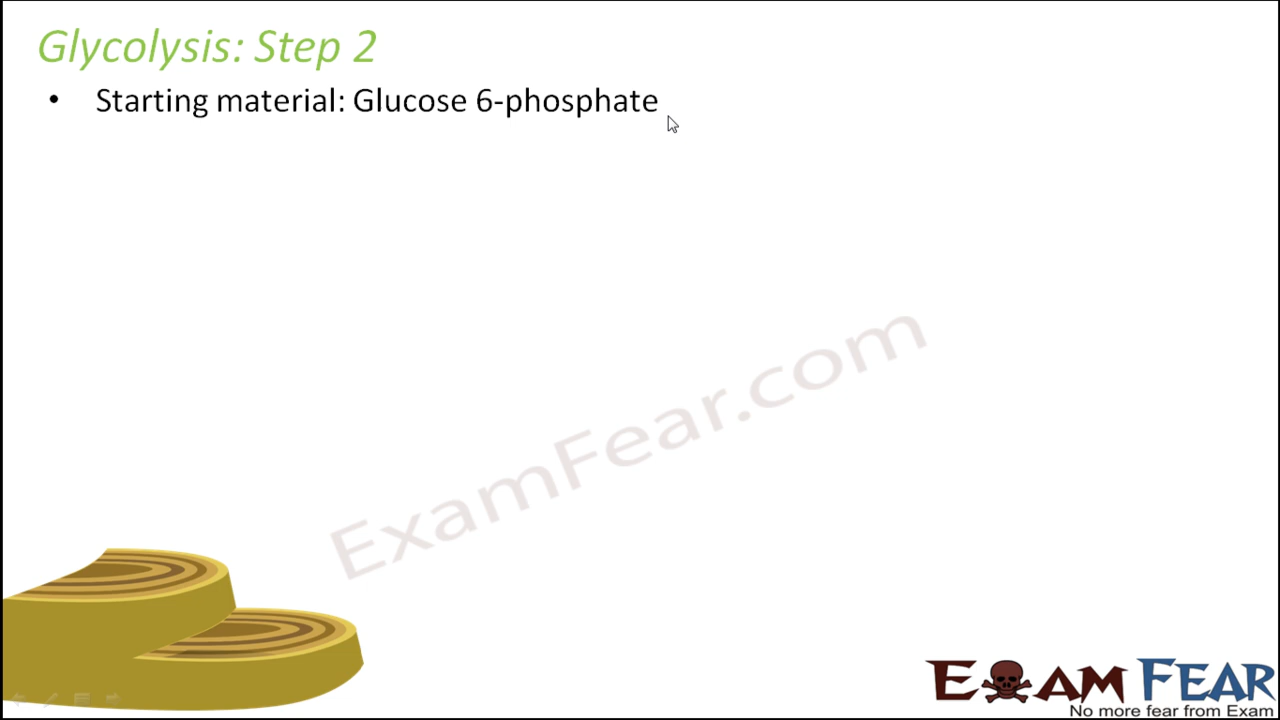 Glycolysis: Step 2
• Starting material: Glucose 6-phosphate
ExamFear.com
EXAM FEAR
No more fear from Exam